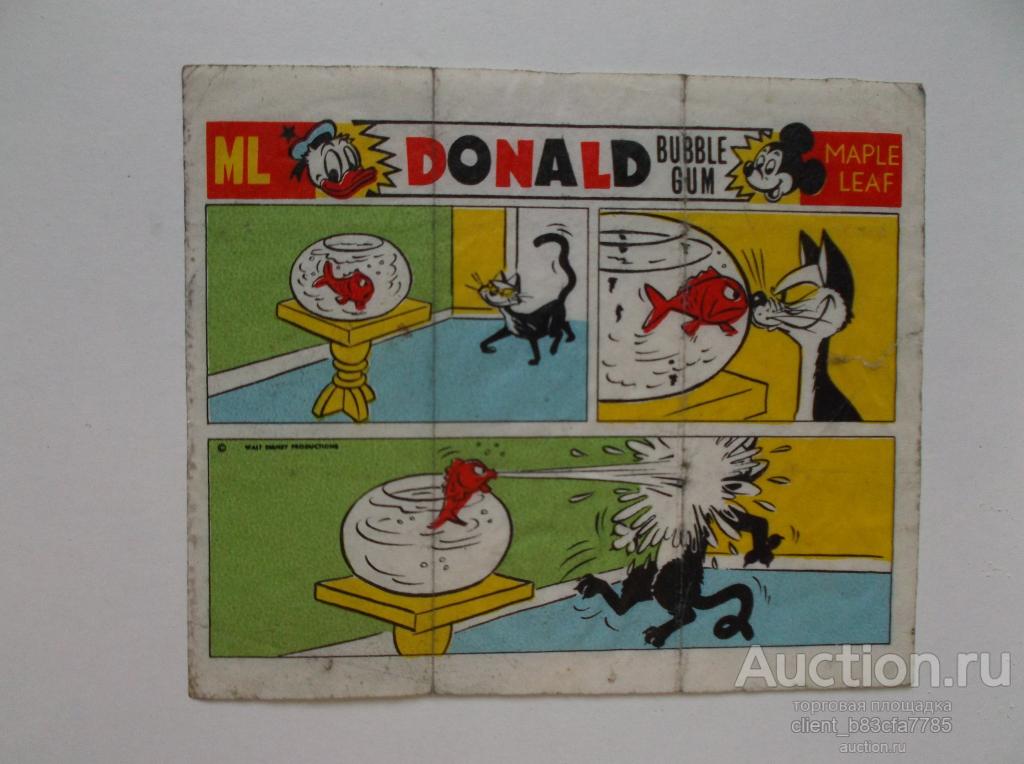 ML
DONALD
BUBBLE
GUM
MAPLE
LEAF
© WALT DISNEY PRODUCTIONS
Auction.ru
торговая площадка
client_b83cfa7785
auction.ru